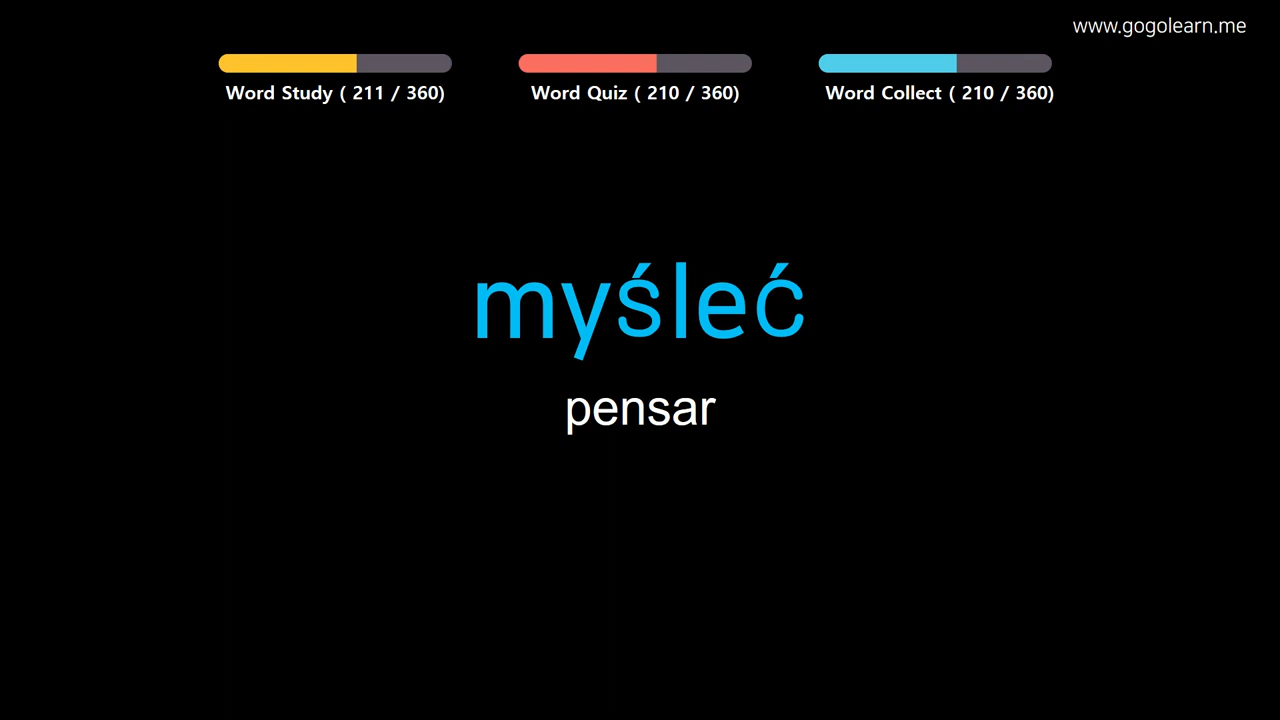 www.gogolearn.me
Word Study ( 211 / 360)
Word Quiz ( 210 / 360)
Word Collect ( 210 / 360)
myśleć
pensar